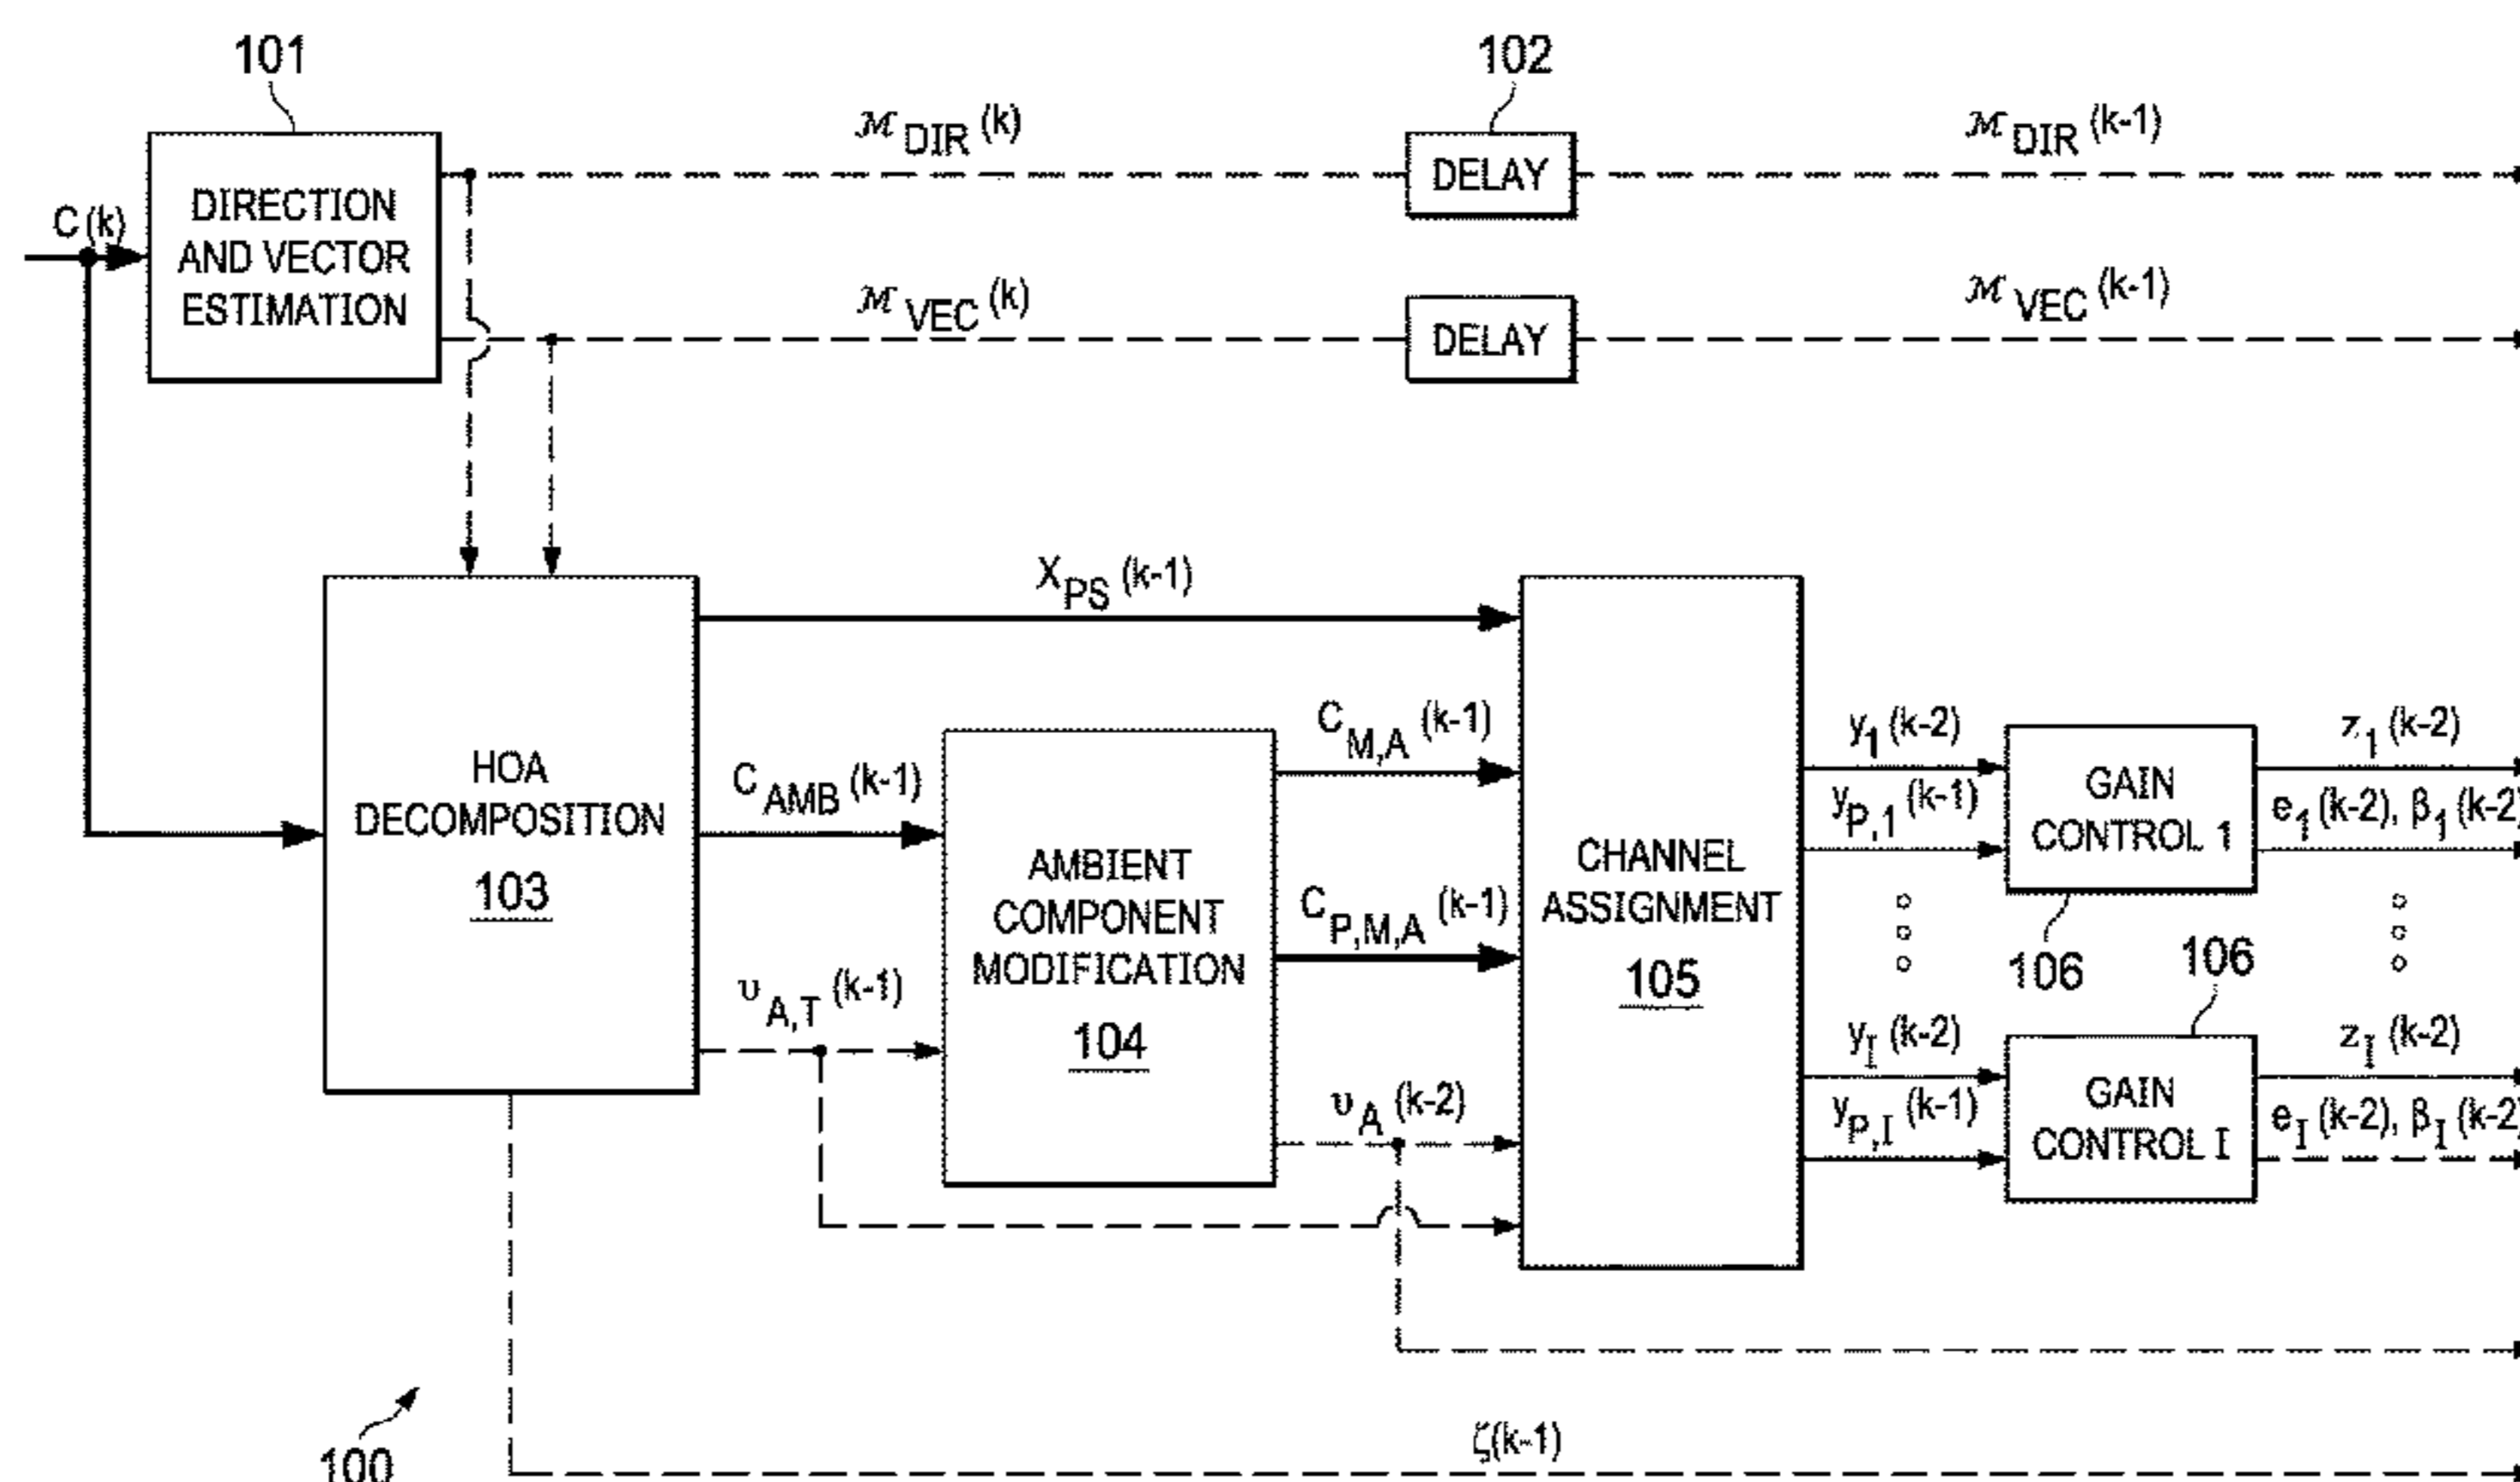 101
102
ℳ DIR (k)
ℳ DIR (k-1)
DELAY
C(k)
DIRECTION
AND VECTOR
ESTIMATION
ℳ VEC (k)
ℳ VEC (k-1)
DELAY
X PS (k-1)
HOA
DECOMPOSITION
103
C AMB (k-1)
υ A,T (k-1)
AMBIENT
COMPONENT
MODIFICATION
104
C M,A (k-1)
C P,M,A (k-1)
υ A (k-2)
CHANNEL
ASSIGNMENT
105
y1 (k-2)
yP,1 (k-1)
GAIN
CONTROL 1
z1 (k-2)
e1 (k-2), β1 (k-2)
106
106
yI (k-2)
yP,I (k-1)
GAIN
CONTROL I
zI (k-2)
eI (k-2), βI (k-2)
100
ζ(k-1)